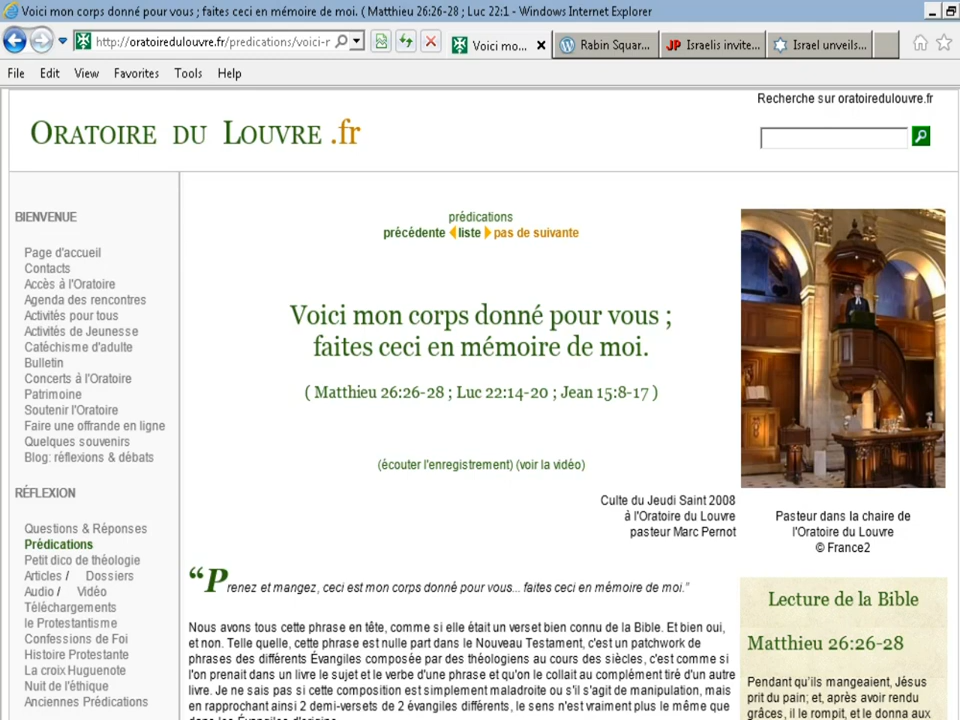 Voici mon corps donné pour vous ; faites ceci en mémoire de moi. ( Matthieu 26:26-28 ; Luc 22:1 - Windows Internet Explorer
http://oratoiredulouvre.fr/predications/voici-r
Voici mo...
Rabin Squar...
Israelis invite...
Israel unveils...
File Edit View Favorites Tools Help
Recherche sur oratoiredulouvre.fr
ORATOIRE DU LOUVRE .fr
BIENVENUE
Page d'accueil
Contacts
Accès à l'Oratoire
Agenda des rencontres
Activités pour tous
Activités de Jeunesse
Catéchisme d'adulte
Bulletin
Concerts à l'Oratoire
Patrimoine
Soutenir l'Oratoire
Faire une offrande en ligne
Quelques souvenirs
Blog: réflexions & débats
RÉFLEXION
Questions & Réponses
Prédications
Petit dico de théologie
Articles / Dossiers
Audio / Vidéo
Téléchargements
le Protestantisme
Confessions de Foi
Histoire Protestante
La croix Huguenote
Nuit de l'éthique
Anciennes Prédications
prédications
précédente liste pas de suivante
Voici mon corps donné pour vous ;
faites ceci en mémoire de moi.
( Matthieu 26:26-28 ; Luc 22:14-20 ; Jean 15:8-17 )
(écouter l'enregistrement) (voir la vidéo)
Culte du Jeudi Saint 2008
à l'Oratoire du Louvre
pasteur Marc Pernot
“Prenez et mangez, ceci est mon corps donné pour vous... faites ceci en mémoire de moi.”
Nous avons tous cette phrase en tête, comme si elle était un verset bien connu de la Bible. Et bien oui,
et non. Telle quelle, cette phrase est nulle part dans le Nouveau Testament, c'est un patchwork de
phrases des différents Évangiles composée par des théologiens au cours des siècles, c'est comme si
l'on prenait dans un livre le sujet et le verbe d'une phrase et qu'on le collait au complément tiré d'un autre
livre. Je ne sais pas si cette composition est simplement maladroite ou s'il s'agit de manipulation, mais
en rapprochant ainsi 2 demi-versets de 2 évangiles différents, le sens n'est vraiment plus le même que
dans les Évangiles d'origine.
Pasteur dans la chaire de
l'Oratoire du Louvre
© France2
Lecture de la Bible
Matthieu 26:26-28
Pendant qu'ils mangeaient, Jésus
prit du pain; et, après avoir rendu
grâces, il le rompit, et le donna aux